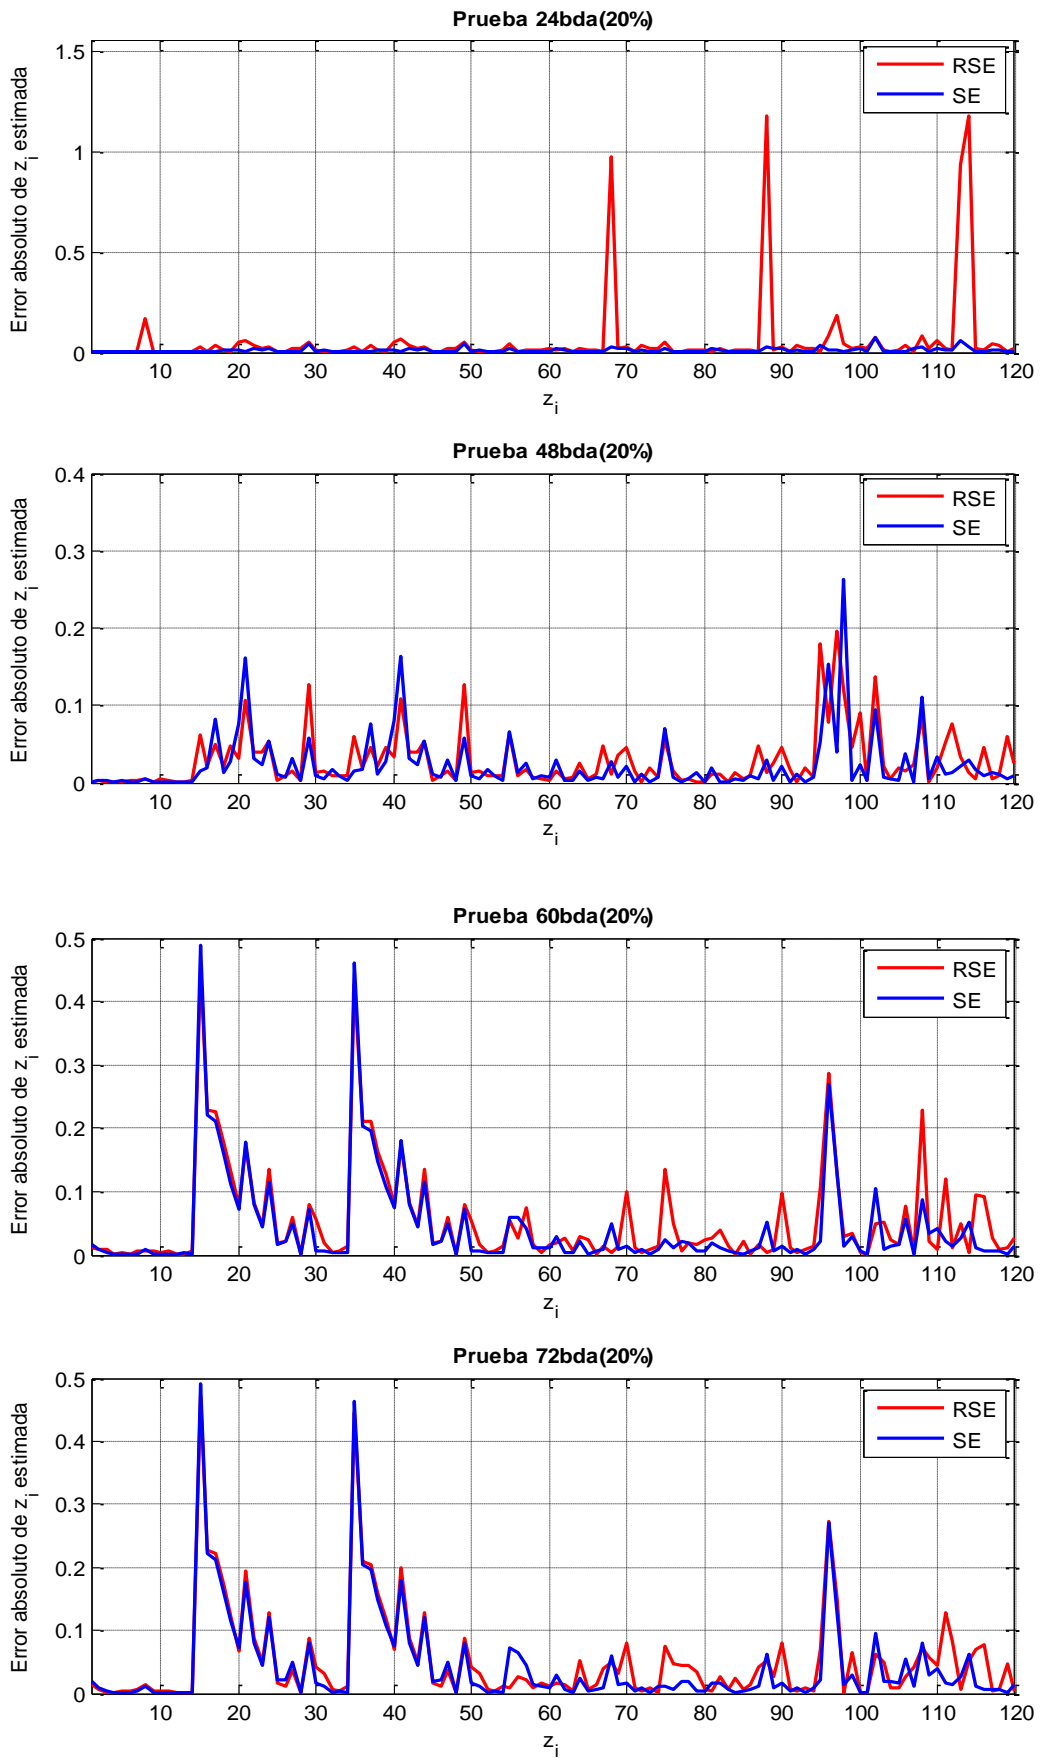 Prueba 24bda(20%)
Error absoluto de z_i estimada
1.5
1
0.5
0
RSE
SE
10 20 30 40 50 60 70 80 90 100 110 120
z_i
Prueba 48bda(20%)
Error absoluto de z_i estimada
0.4
0.3
0.2
0.1
0
RSE
SE
10 20 30 40 50 60 70 80 90 100 110 120
z_i
Prueba 60bda(20%)
Error absoluto de z_i estimada
0.5
0.4
0.3
0.2
0.1
0
RSE
SE
10 20 30 40 50 60 70 80 90 100 110 120
z_i
Prueba 72bda(20%)
Error absoluto de z_i estimada
0.5
0.4
0.3
0.2
0.1
0
RSE
SE
10 20 30 40 50 60 70 80 90 100 110 120
z_i